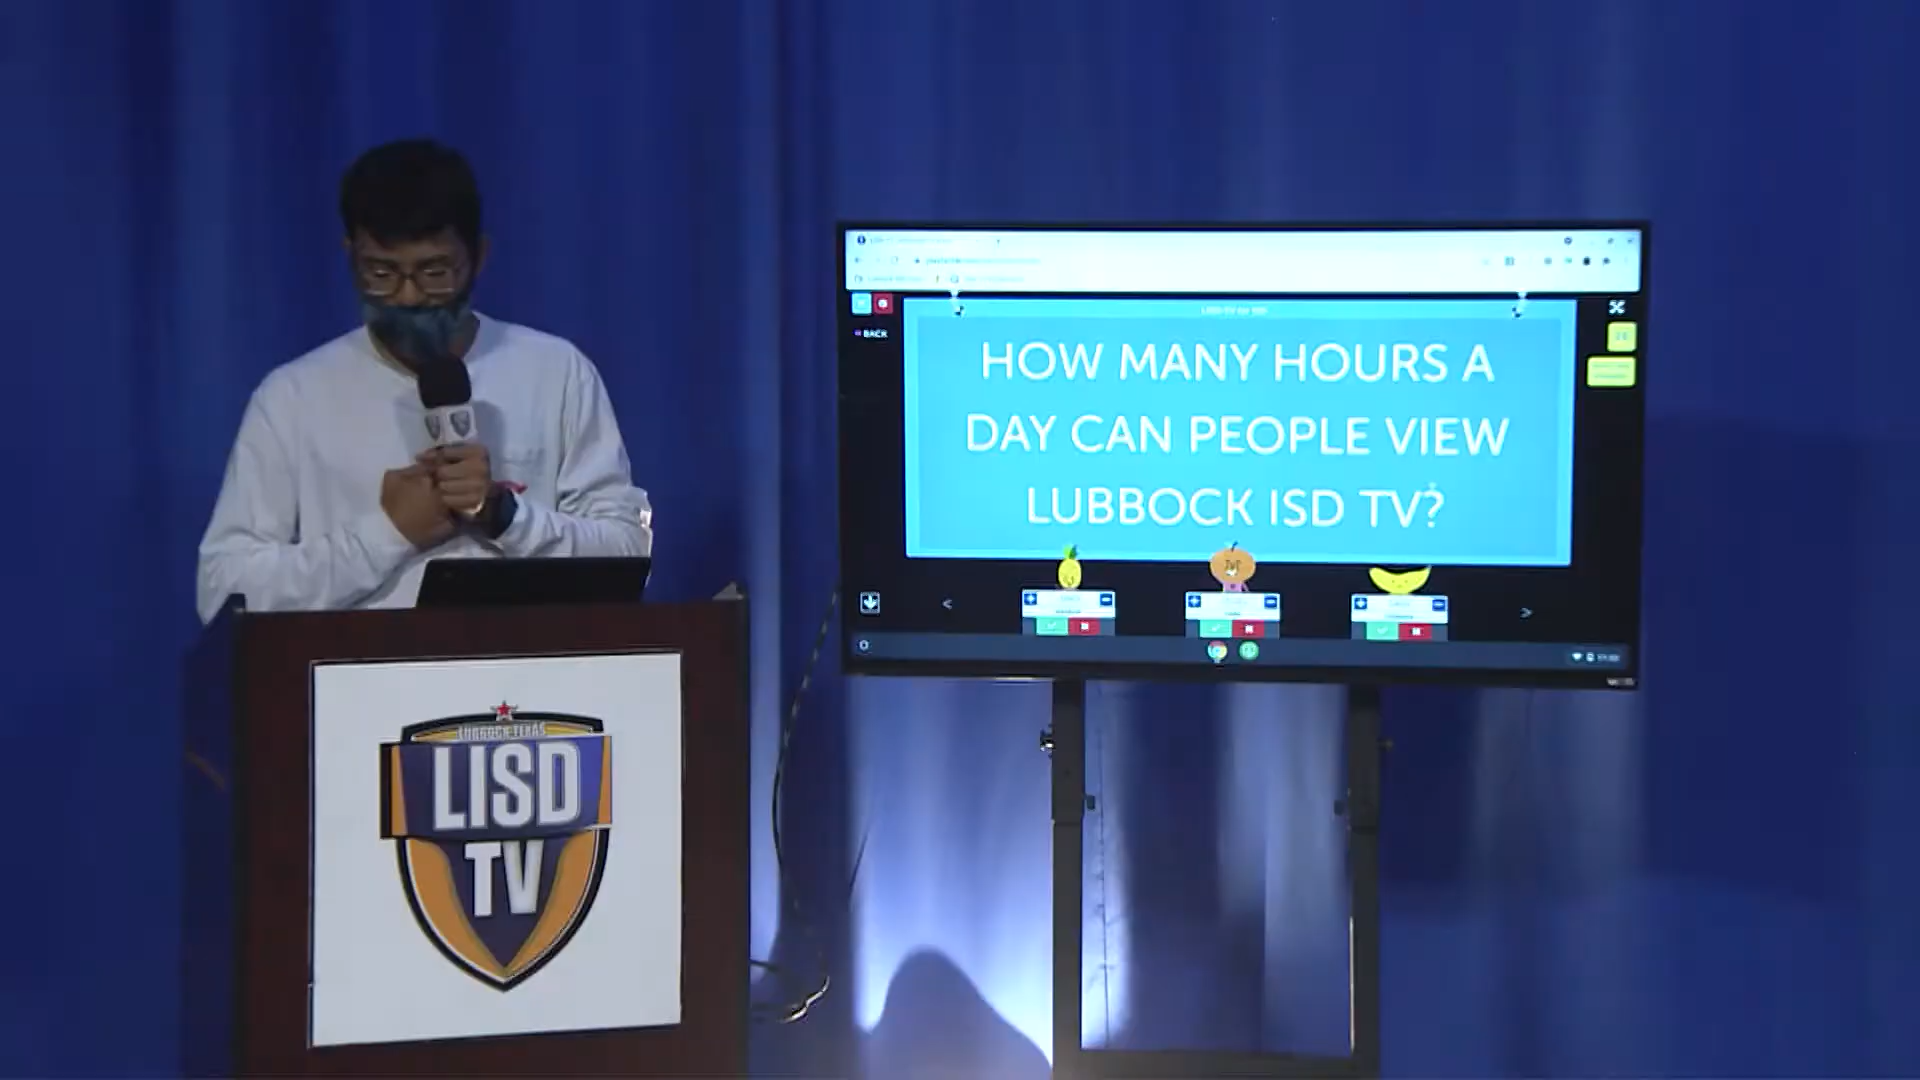 BACK
HOW MANY HOURS A
DAY CAN PEOPLE VIEW
LUBBOCK ISD TV?
LUBBOCK TEXAS
LISD
TV